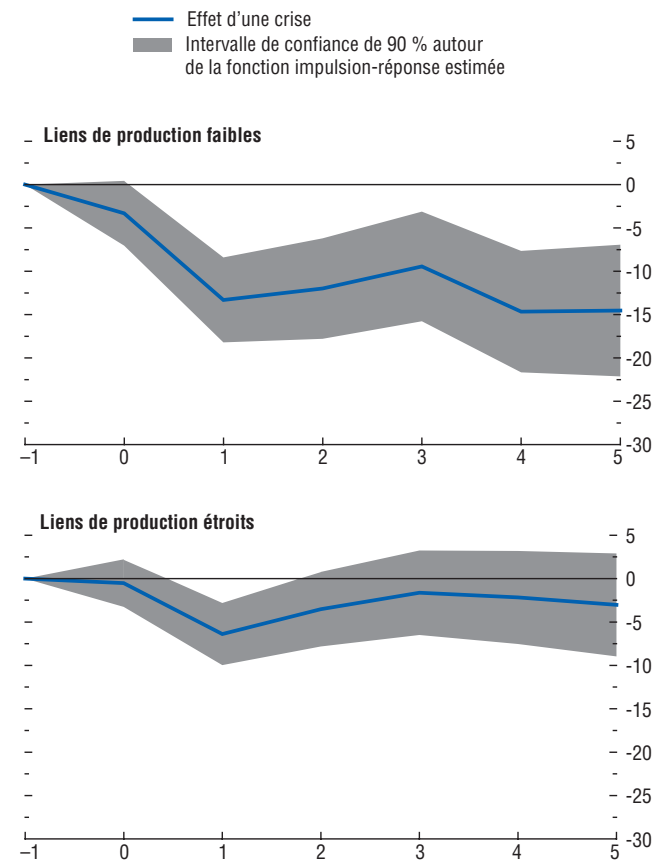 Effet d’une crise
Intervalle de confiance de 90 % autour
de la fonction impulsion-réponse estimée
Liens de production faibles
5
0
-5
-10
-15
-20
-25
-30
–1 0 1 2 3 4 5
Liens de production étroits
5
0
-5
-10
-15
-20
-25
-30
–1 0 1 2 3 4 5